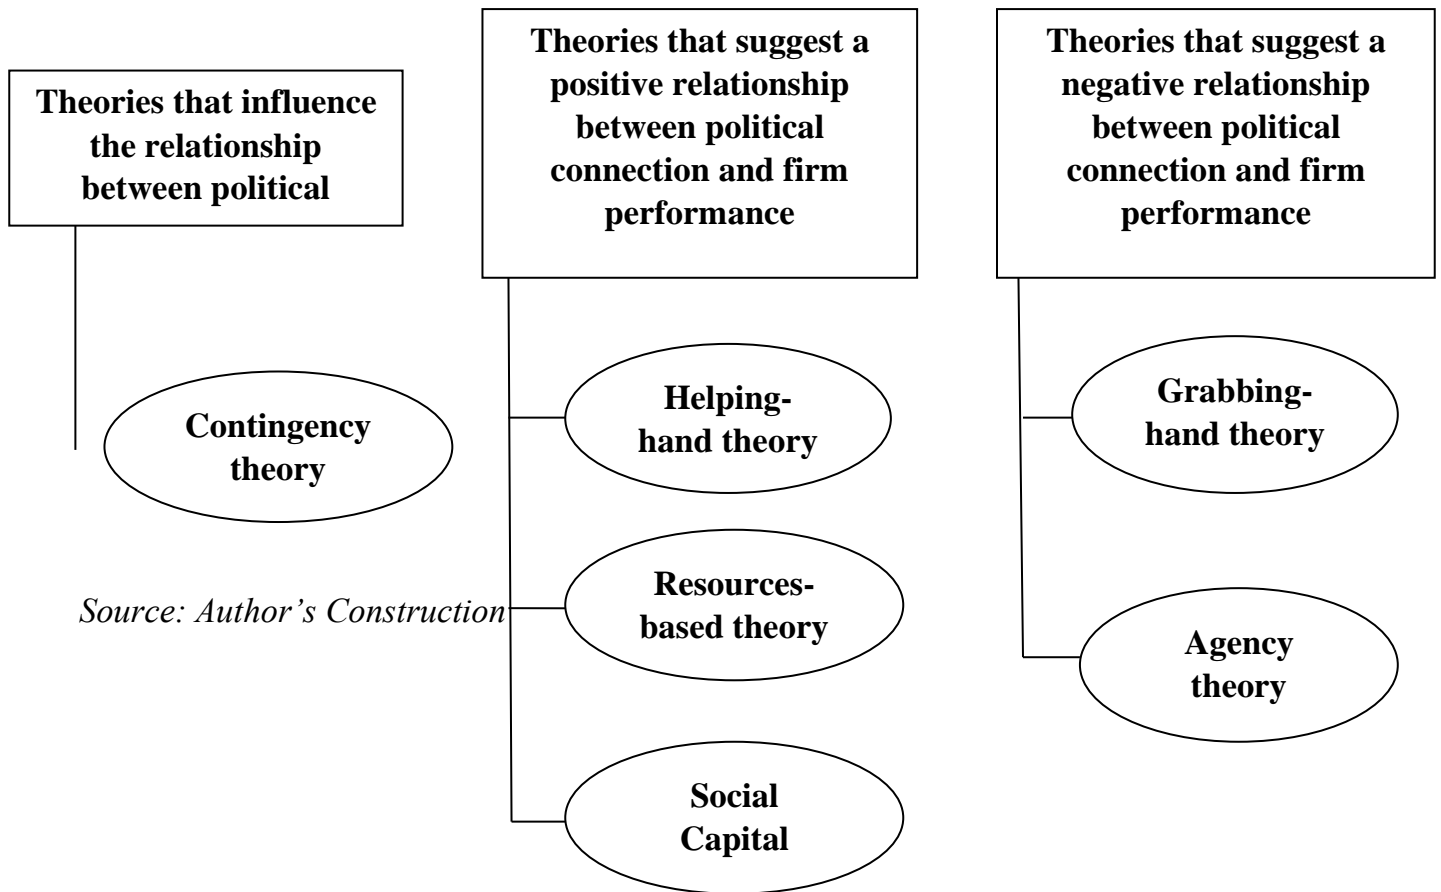 Theories that influence
the relationship
between political
Contingency
theory
Theories that suggest a
positive relationship
between political
connection and firm
performance
Helping-
hand theory
Resources-
based theory
Social
Capital
Theories that suggest a
negative relationship
between political
connection and firm
performance
Grabbing-
hand theory
Agency
theory
Source: Author’s Construction